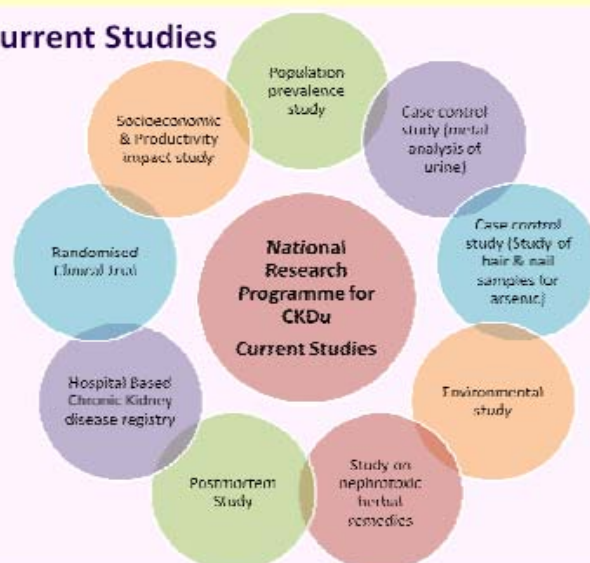 urrent Studies
Population
prevalence
study
Case control
study (metal
analysis of
urine)
Case control
study (Study of
hair & nail
samples for
arsenic)
Environmental
study
Study on
nephrotoxic
herbal
remedies
Postmortem
Study
Hospital Based
Chronic Kidney
disease registry
Randomised
Clinical trial
Socioeconomic
& Productivity
impact study
National
Research
Programme for
CKDu
Current Studies